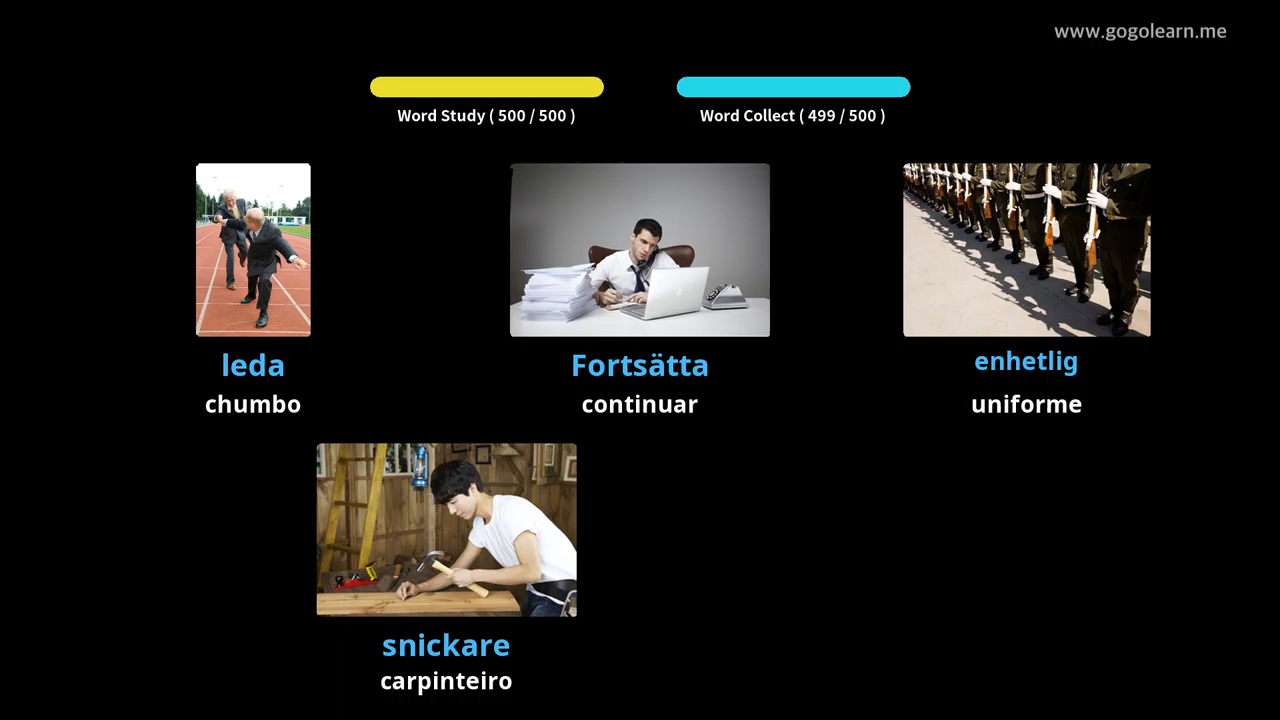 www.gogolearn.me
Word Study ( 500 / 500 )
Word Collect ( 499 / 500 )
leda
chumbo
Fortsätta
continuar
enhetlig
uniforme
snickare
carpinteiro